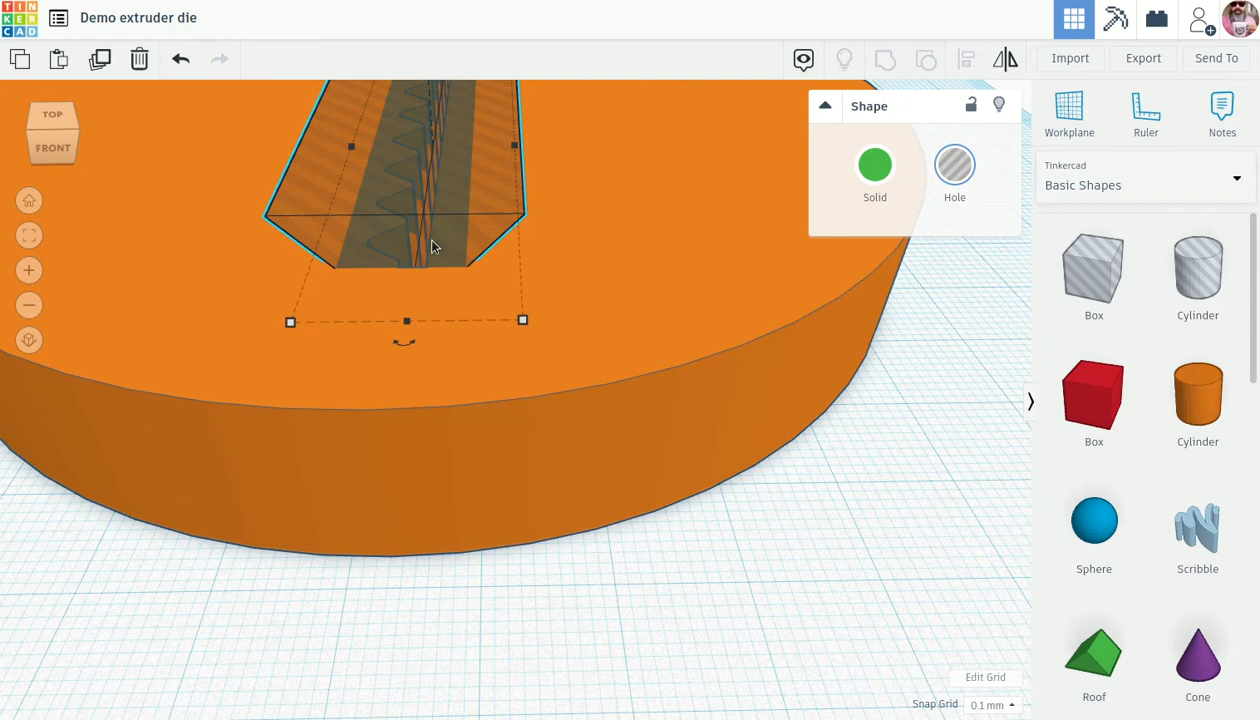 TIN
KER
CAD
Demo extruder die
Import
Export
Send To
TOP
FRONT
Shape
Solid
Hole
Workplane
Ruler
Notes
Tinkercad
Basic Shapes
Box
Cylinder
Box
Cylinder
Sphere
Scribble
Roof
Cone
Edit Grid
Snap Grid 0.1 mm